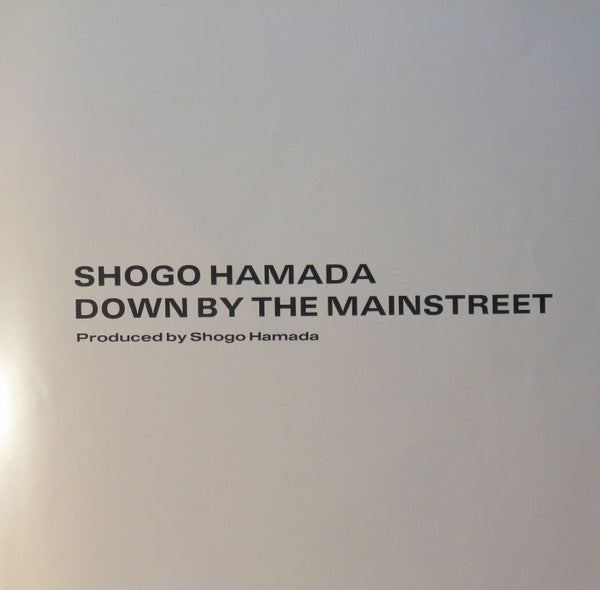 SHOGO HAMADA
DOWN BY THE MAINSTREET
Produced by Shogo Hamada